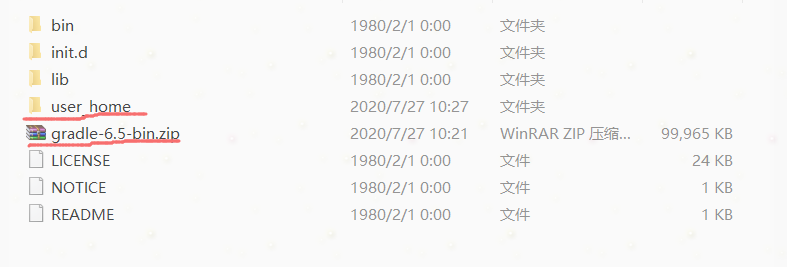 bin 1980/2/1 0:00 文件夹
init.d 1980/2/1 0:00 文件夹
lib 1980/2/1 0:00 文件夹
user_home 2020/7/27 10:27 文件夹
gradle-6.5-bin.zip 2020/7/27 10:21 WinRAR ZIP 压缩... 99,965 KB
LICENSE 1980/2/1 0:00 文件 24 KB
NOTICE 1980/2/1 0:00 文件 1 KB
README 1980/2/1 0:00 文件 1 KB